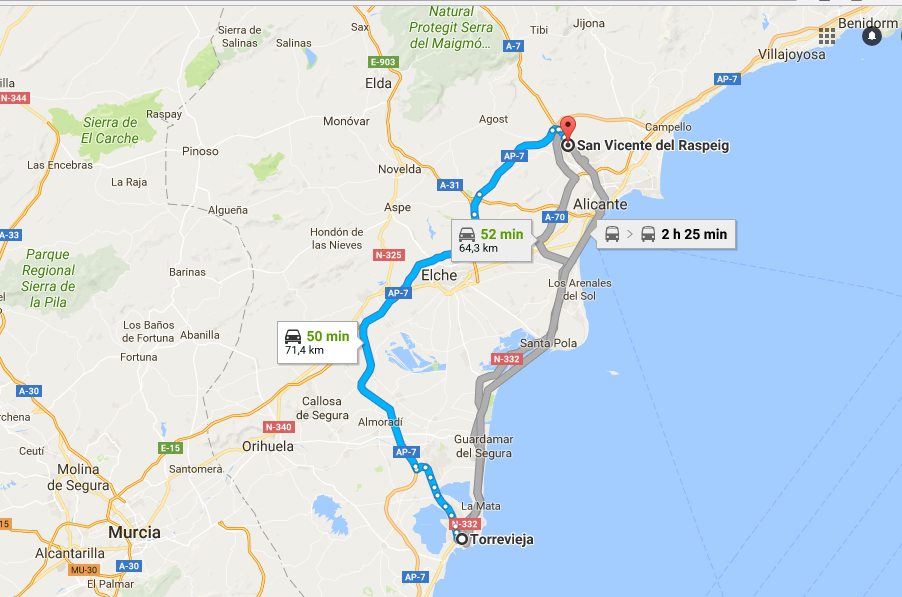 Natural
Protegit Serra
del Maigmó...
Sierra de
Salinas
Salinas
Sax
Tibi
Jijona
Benidorm
A-7
Villajoyosa
E-903
Elda
AP-7
illa
N-344
Sierra de
El Carche
Raspay
Monóvar
Agost
Campello
San Vicente del Raspeig
Pinoso
AP-7
Las Encebras
La Raja
Novelda
A-31
Algueña
Aspe
Alicante
A-70
A-33
Hondón de
las Nieves
52 min
64,3 km
2 h 25 min
N-325
Parque
Regional
Sierra de
la Pila
Barinas
Elche
Los Arenales
del Sol
AP-7
Los Baños
de Fortuna
Abanilla
50 min
71,4 km
Santa Pola
Fortuna
N-332
A-30
Callosa
de Segura
rchena
Almoradí
N-340
Orihuela
Guardamar
del Segura
E-15
AP-7
Ceutí
Molina
de Segura
Santomera
La Mata
15
N-332
Murcia
Torrevieja
Alcantarilla
A-30
MU-30
El Palmar
AP-7